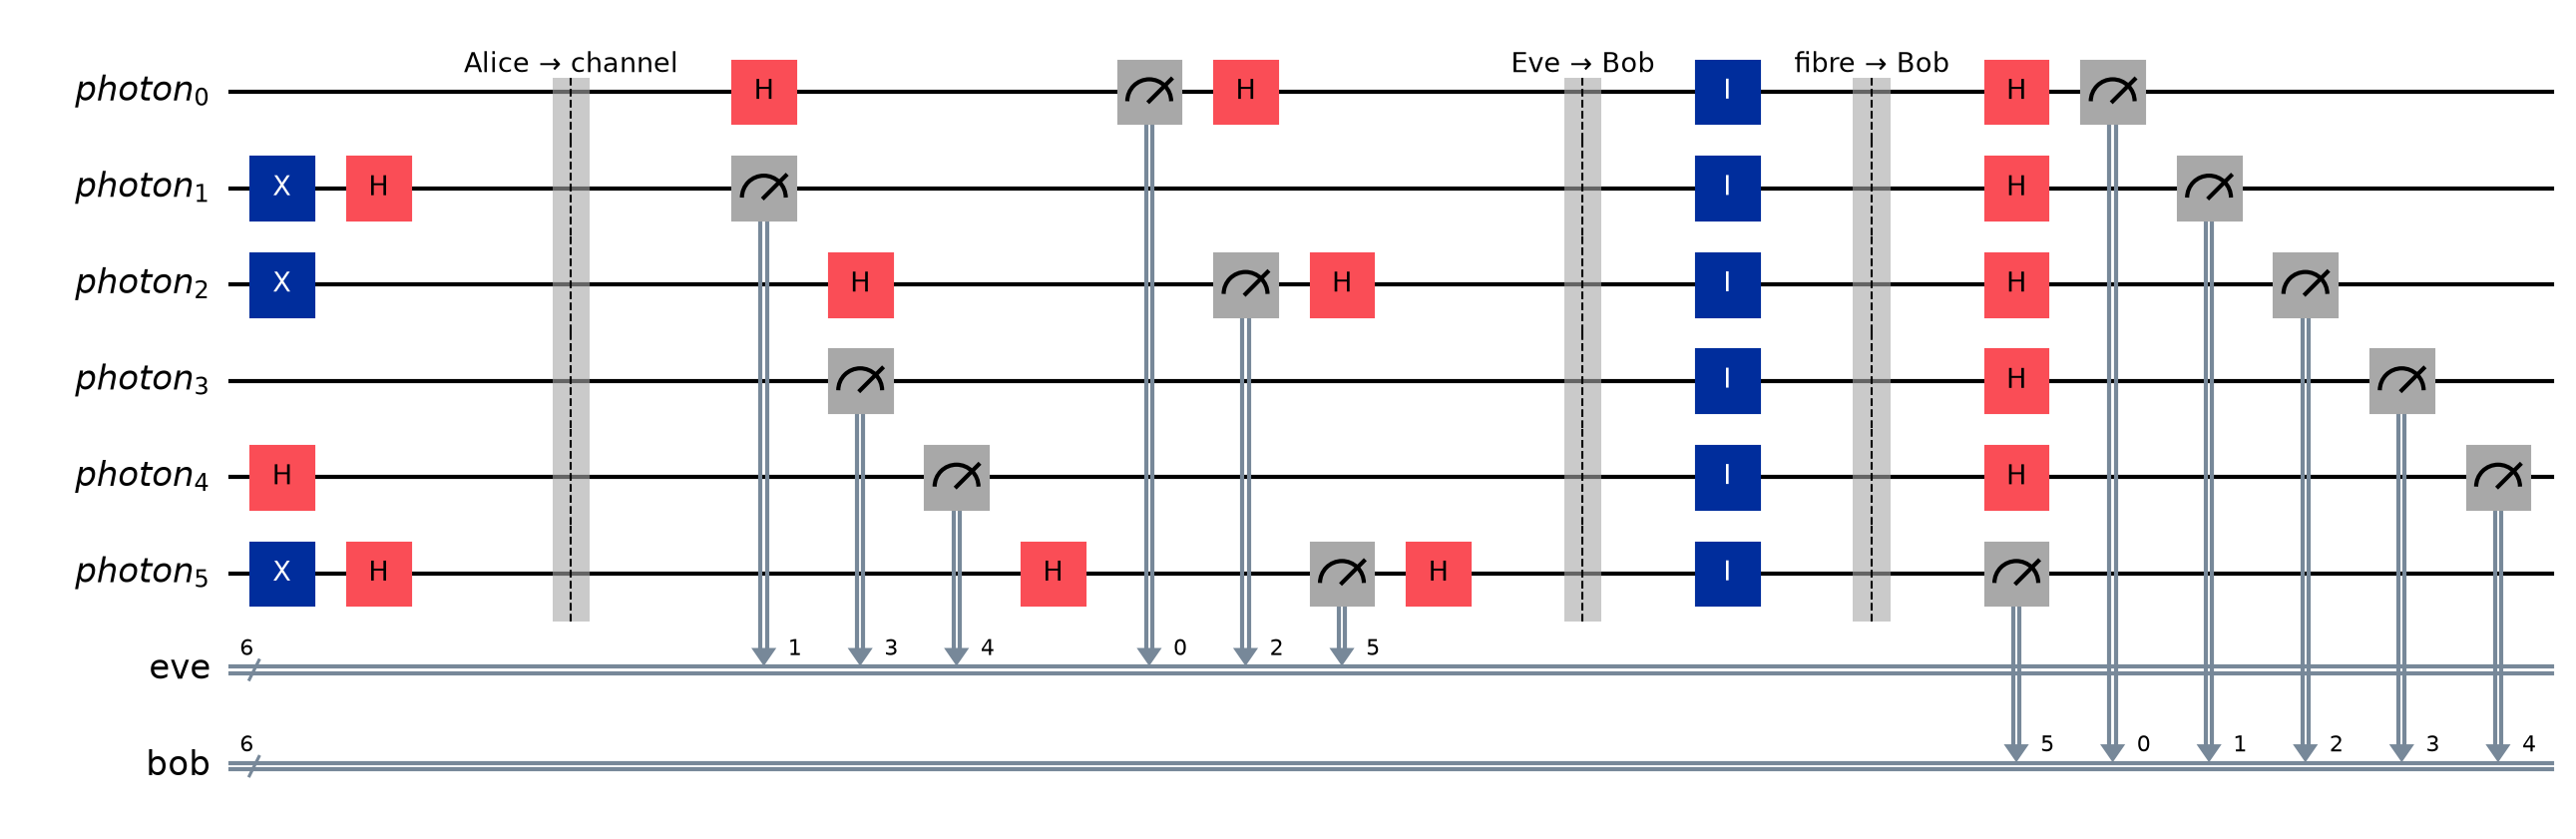 Alice → channel Eve → Bob fibre → Bob
photon0 H H I H
photon1 X H I H
photon2 X H H I H
photon3 I H
photon4 H I H
photon5 X H H H I
eve 6 1 3 4 0 2 5
bob 6 5 0 1 2 3 4